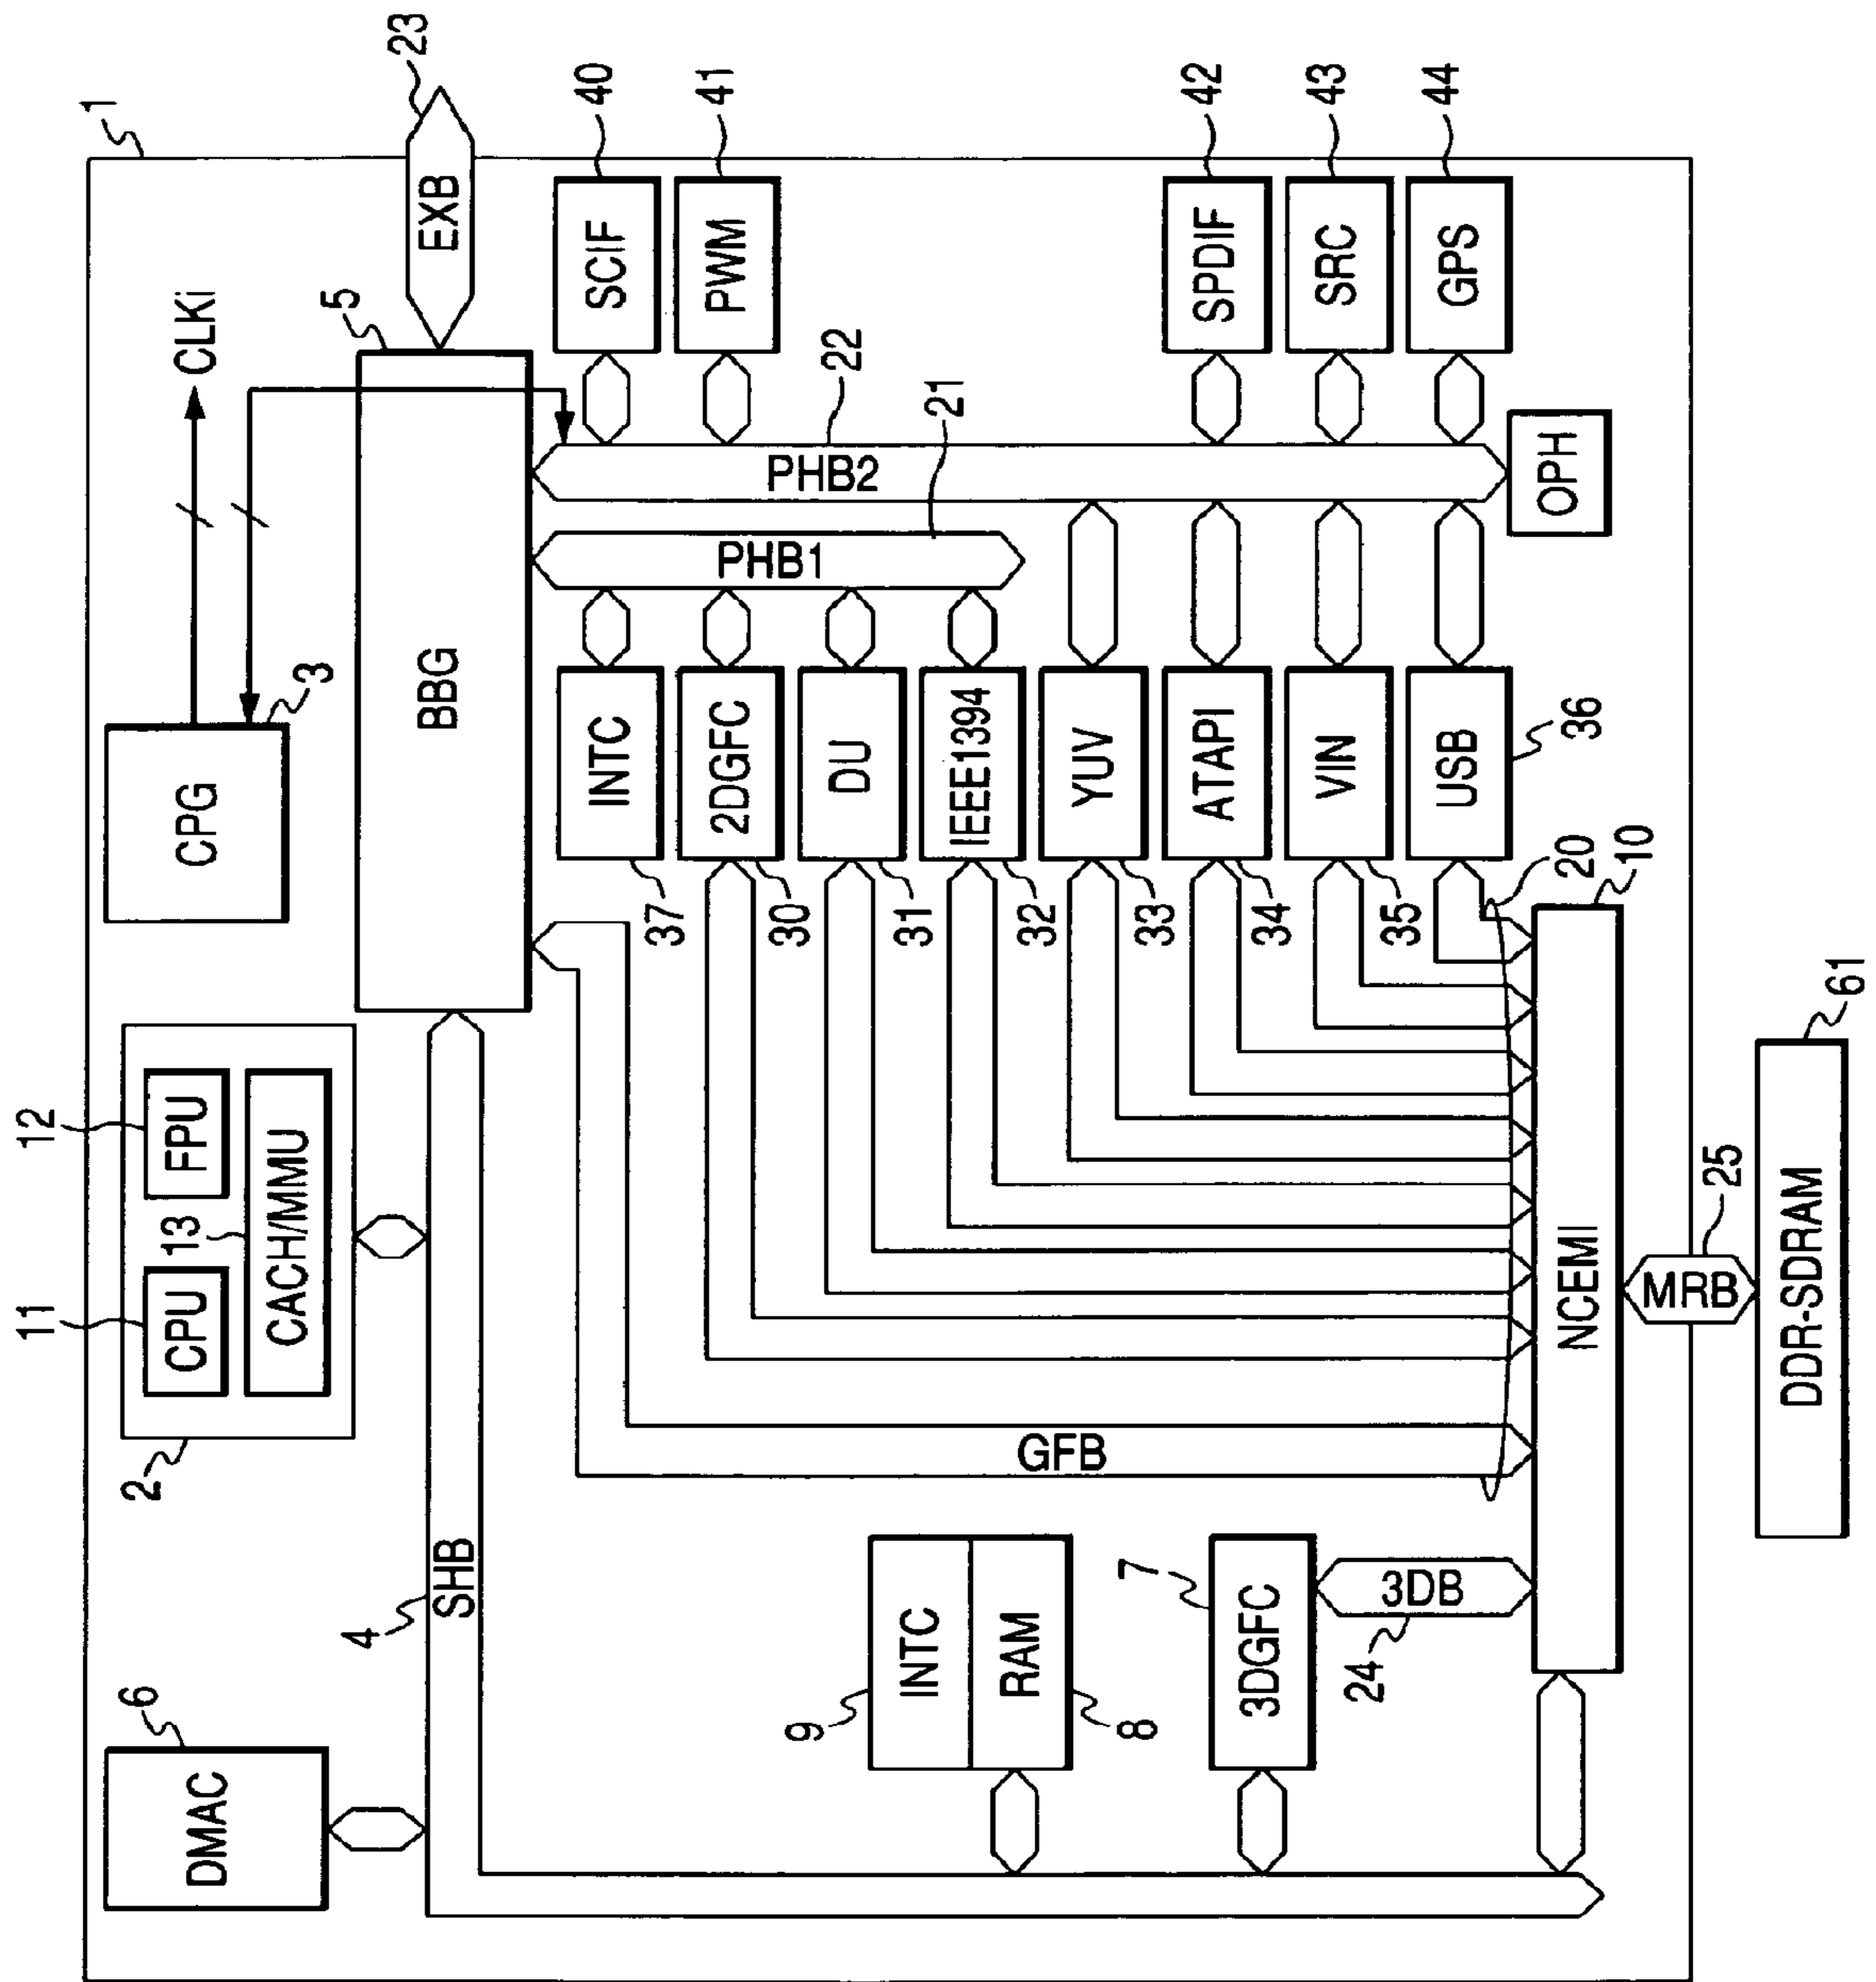 1
2
11
CPU
12
FPU
13
CACH/MMU
6
DMAC
4
SHB
CPG
3
CLKi
5
BBG
EXB
23
9
INTC
RAM
8
7
3DGFC
3DB
24
GFB
INTC
37
2DGFC
30
DU
31
IEEE1394
32
YUV
33
ATAPI
34
VIN
35
USB
36
PHB1
21
PHB2
22
SCIF
40
PWM
41
SPDIF
42
SRC
43
GPS
44
OPH
20
10
NCEMI
MRB
25
DDR-SDRAM
61